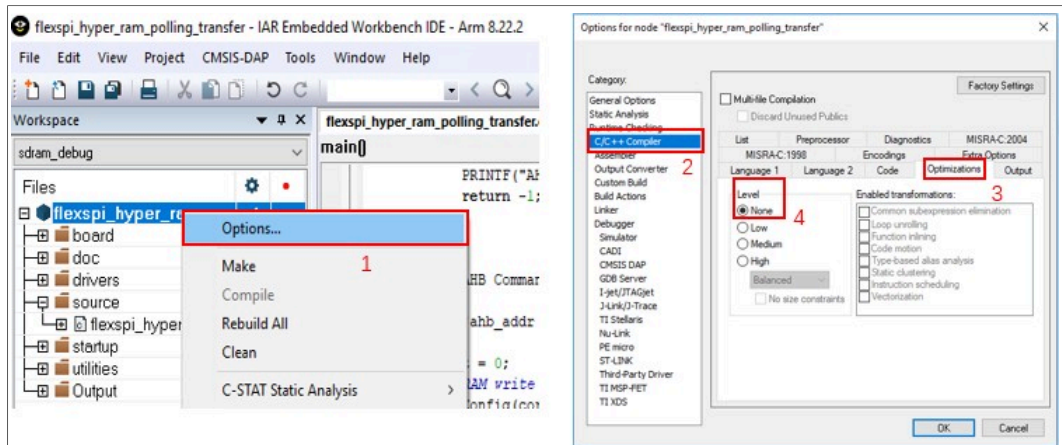 flexspi_hyper_ram_polling_transfer - IAR Embedded Workbench IDE - Arm 8.22.2
File Edit View Project CMSIS-DAP Tools Window Help
Workspace
sdram_debug
Files
flexspi_hyper_ra
board
doc
drivers
source
flexspi_hyper
startup
utilities
Output
flexspi_hyper_ram_polling_transfer.
main()
PRINTF("AH
return -1;
AHB Comman
ahb_addr
= 0;
RAM write
Config(con
Options...
1
Make
Compile
Rebuild All
Clean
C-STAT Static Analysis >
Options for node "flexspi_hyper_ram_polling_transfer"
Category:
General Options
Static Analysis
Runtime Checking
C/C++ Compiler
2
Assembler
Output Converter
Custom Build
Build Actions
Linker
Debugger
Simulator
CADI
CMSIS DAP
GDB Server
I-jet/JTAGjet
J-Link/J-Trace
TI Stellaris
Nu-Link
PE micro
ST-LINK
Third-Party Driver
TI MSP-FET
TI XDS
Factory Settings
Multi-file Compilation
Discard Unused Publics
List Preprocessor Diagnostics MISRA-C:2004
MISRA-C:1998 Encodings Extra Options
Language 1 Language 2 Code Optimizations Output
3
Level
None
4
Low
Medium
High
Balanced
No size constraints
Enabled transformations:
Common subexpression elimination
Loop unrolling
Function inlining
Code motion
Type-based alias analysis
Static clustering
Instruction scheduling
Vectorization
OK Cancel